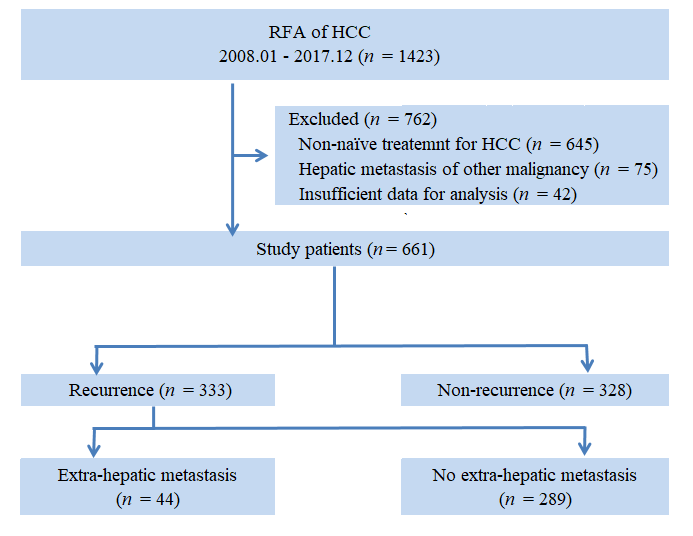 RFA of HCC
2008.01 - 2017.12 (n = 1423)
Excluded (n = 762)
Non-naïve treatemnt for HCC (n = 645)
Hepatic metastasis of other malignancy (n = 75)
Insufficient data for analysis (n = 42)
Study patients (n = 661)
Recurrence (n = 333)
Non-recurrence (n = 328)
Extra-hepatic metastasis
(n = 44)
No extra-hepatic metastasis
(n = 289)